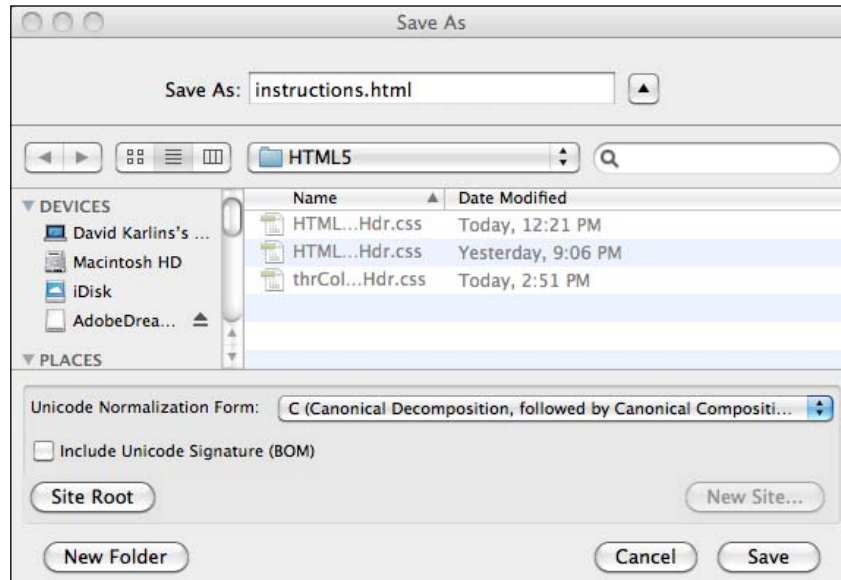 Save As
Save As: instructions.html
HTML5
DEVICES
David Karlins's ...
Macintosh HD
iDisk
AdobeDrea...
PLACES
Name Date Modified
HTML...Hdr.css Today, 12:21 PM
HTML...Hdr.css Yesterday, 9:06 PM
thrCol...Hdr.css Today, 2:51 PM
Unicode Normalization Form: C (Canonical Decomposition, followed by Canonical Compositi...
Include Unicode Signature (BOM)
Site Root New Site...
New Folder Cancel Save